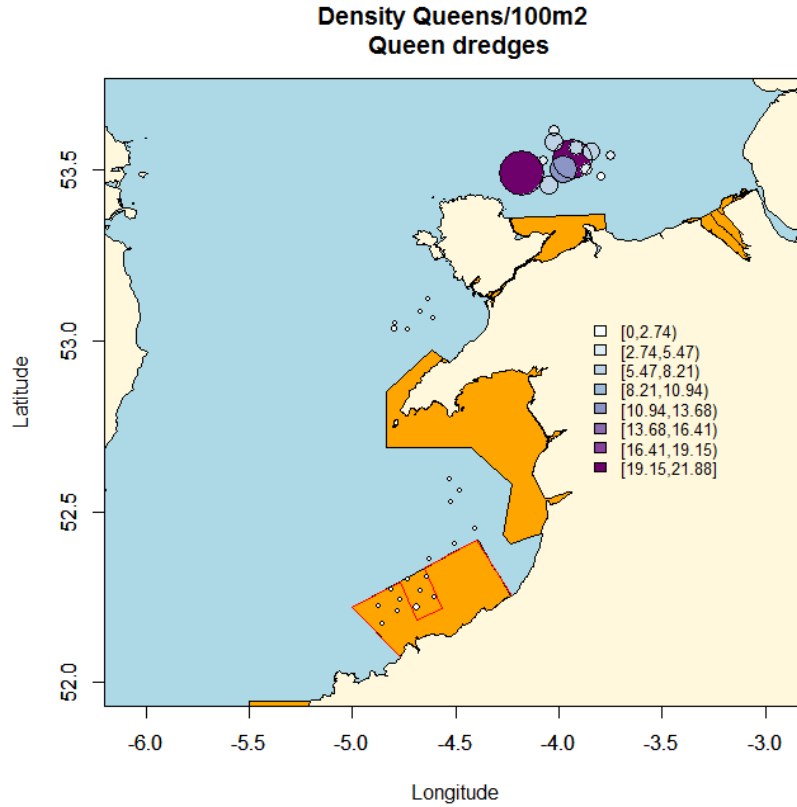 Density Queens/100m2
Queen dredges
Latitude
53.5
53.0
52.5
52.0
[0,2.74)
[2.74,5.47)
[5.47,8.21)
[8.21,10.94)
[10.94,13.68)
[13.68,16.41)
[16.41,19.15)
[19.15,21.88]
-6.0 -5.5 -5.0 -4.5 -4.0 -3.5 -3.0
Longitude